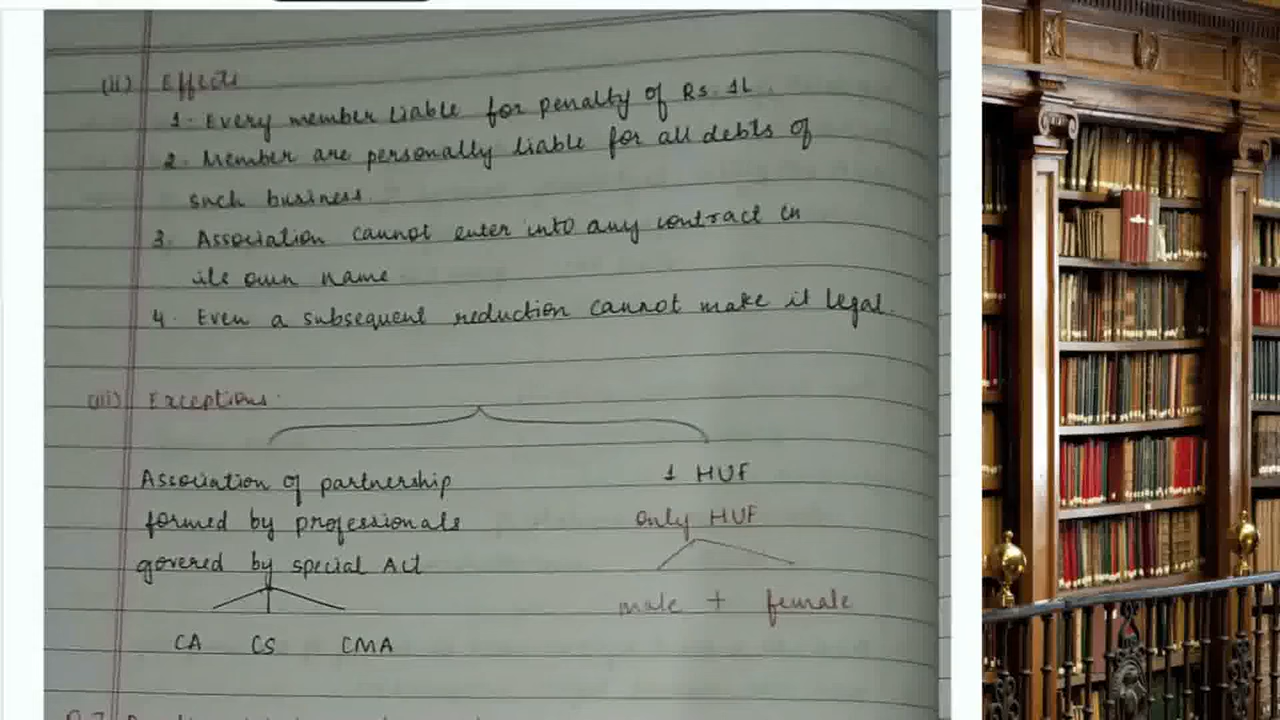 (ii) Effects
1. Every member liable for penalty of Rs. 1L.
2. Member are personally liable for all debts of
such business.
3. Association cannot enter into any contract in
its own name
4. Even a subsequent reduction cannot make it legal.
(iii) Exceptions.
Association of partnership
formed by professionals
govered by special Act
CA CS CMA
1 HUF
only HUF
male + female